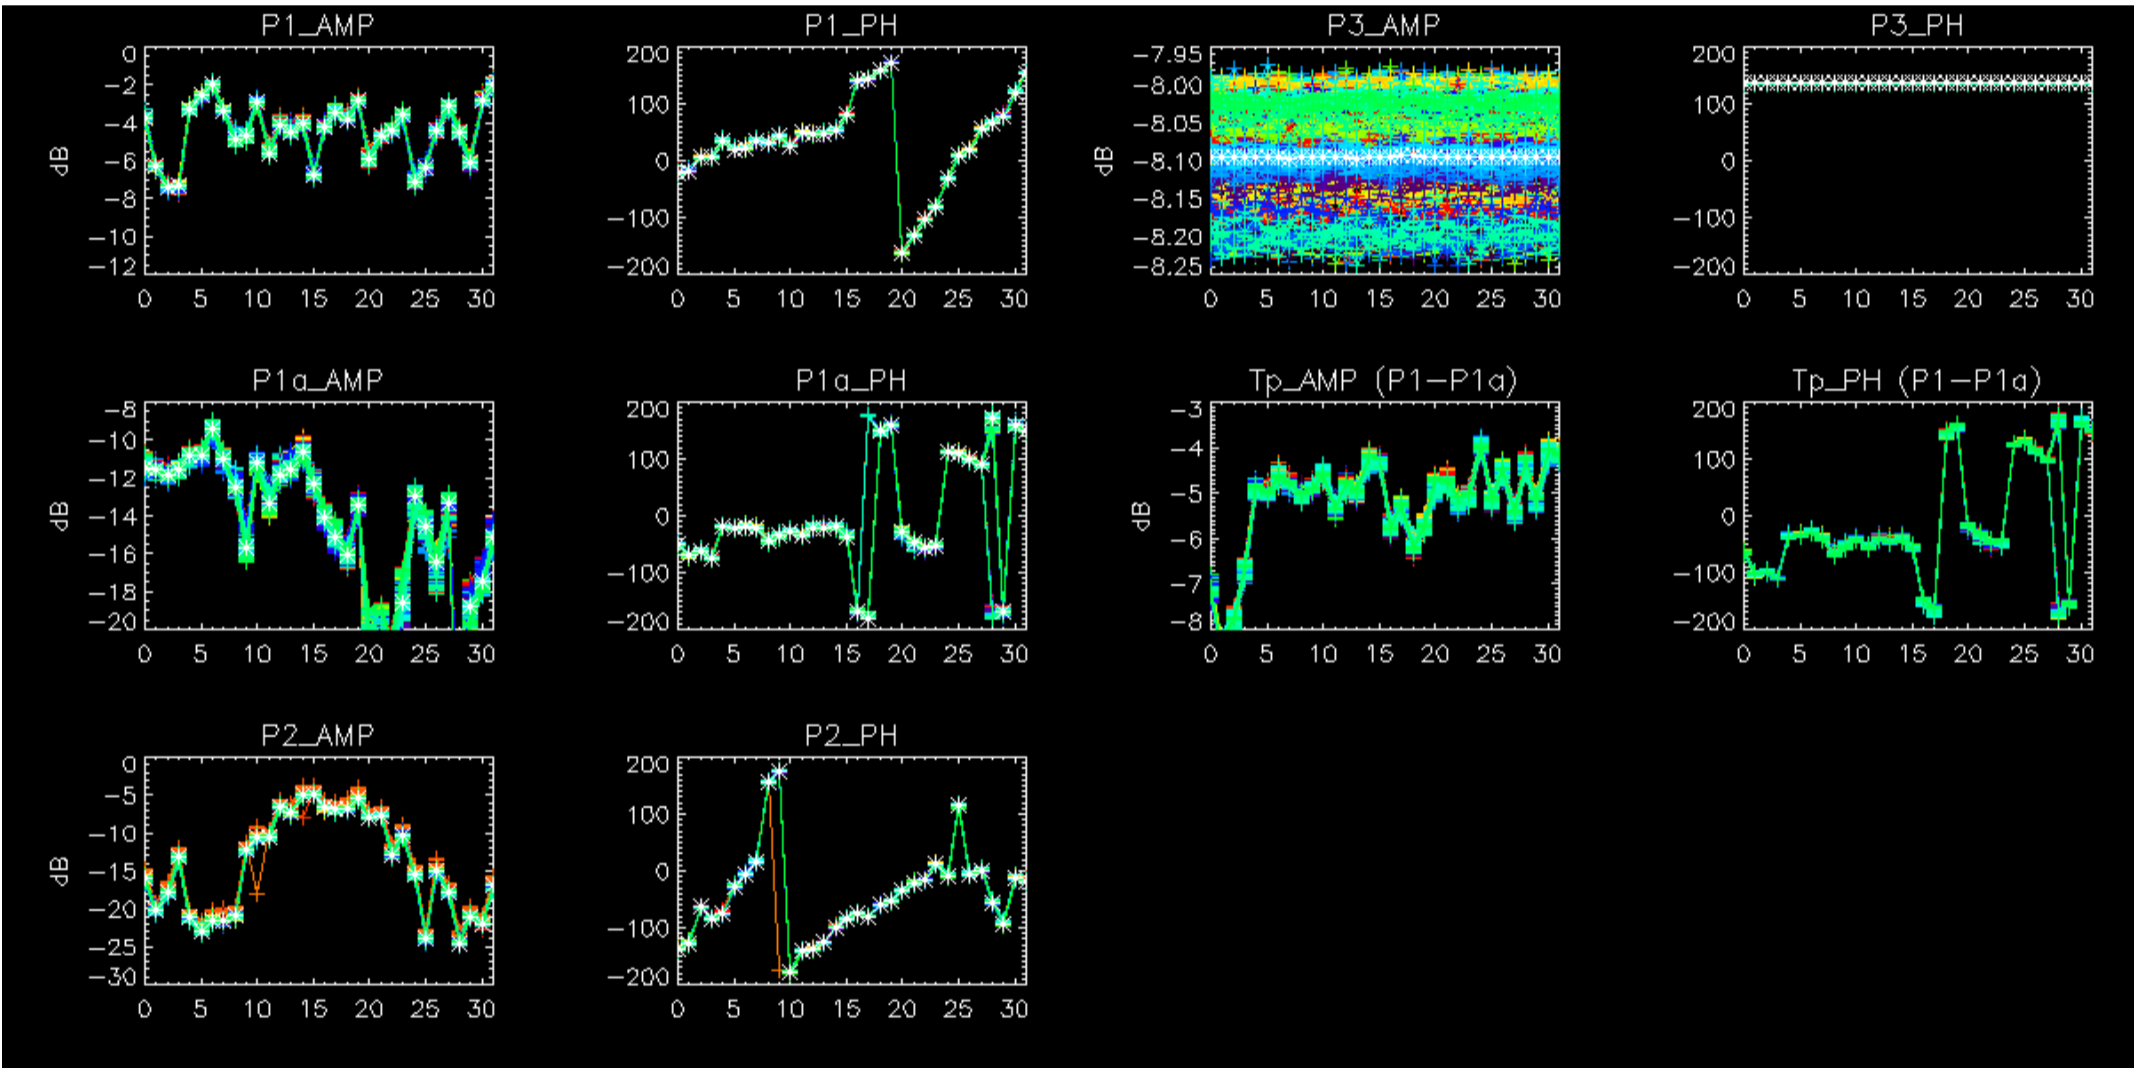 P1_AMP P1_PH P3_AMP P3_PH
0 200 -7.95 200
-2 100 -8.00 100
-4 0 -8.05 0
-6 -100 -8.10 -100
-8 -200 -8.15 -200
-10 -8.20
-12 -8.25
dB dB
0 5 10 15 20 25 30 0 5 10 15 20 25 30 0 5 10 15 20 25 30 0 5 10 15 20 25 30
P1a_AMP P1a_PH Tp_AMP (P1-P1a) Tp_PH (P1-P1a)
-8 200 -3 200
-10 100 -4 100
-12 0 -5 0
-14 -100 -6 -100
-16 -200 -7 -200
-18 -8
-20
dB dB
0 5 10 15 20 25 30 0 5 10 15 20 25 30 0 5 10 15 20 25 30 0 5 10 15 20 25 30
P2_AMP P2_PH
0 200
-5 100
-10 0
-15 -100
-20 -200
-25
-30
dB
0 5 10 15 20 25 30 0 5 10 15 20 25 30